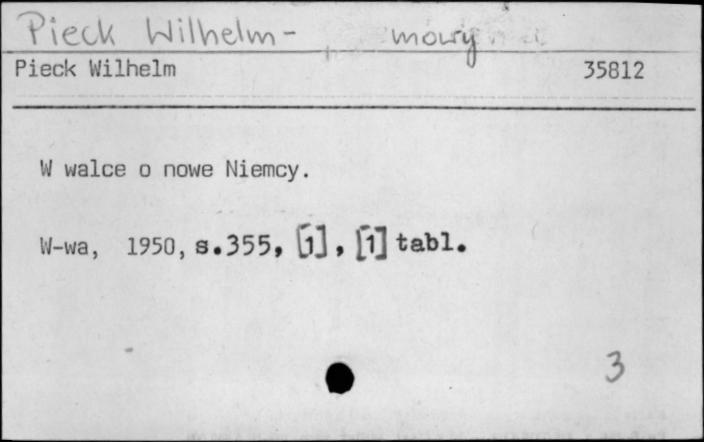 Pieck Wilhelm - mowy
Pieck Wilhelm 35812
W walce o nowe Niemcy.
W-wa, 1950, s.355, [1], [1] tabl.
3